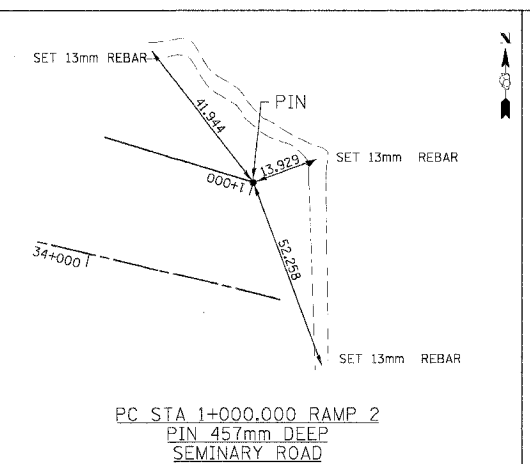 N
SET 13mm REBAR
PIN
41.944
13.929
SET 13mm REBAR
1+000
52.258
34+000
SET 13mm REBAR
PC STA 1+000.000 RAMP 2
PIN 457mm DEEP
SEMINARY ROAD